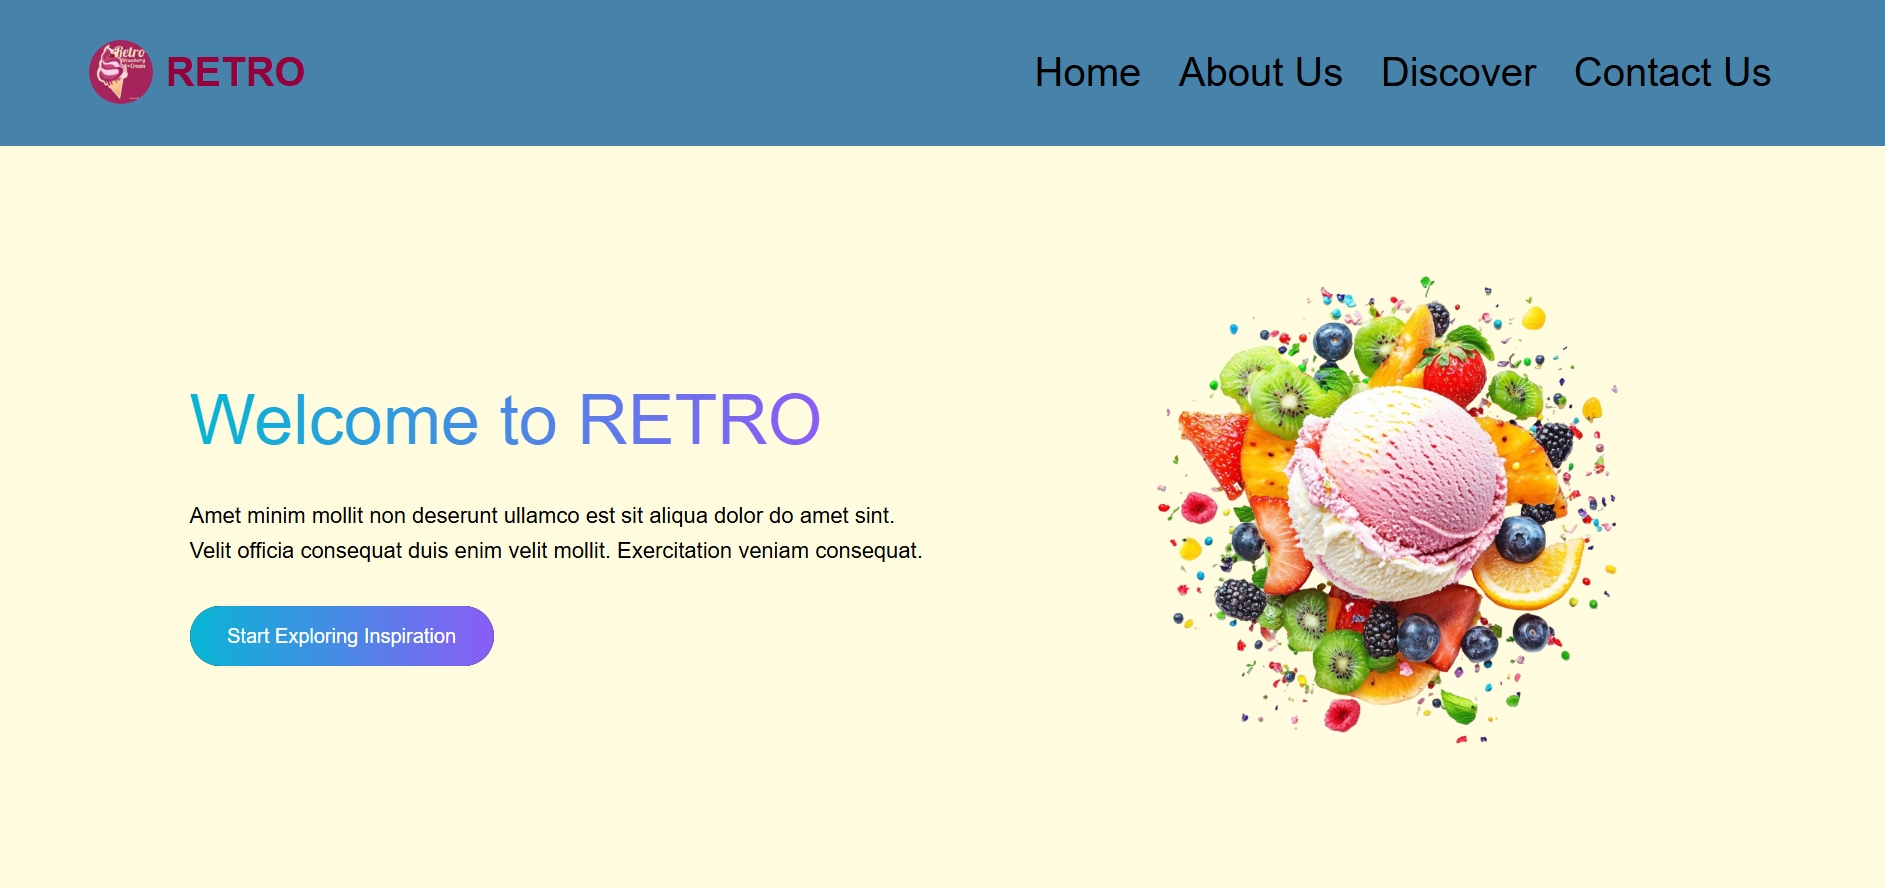 Retro
Strawberry
Ice Cream
RETRO
Home About Us Discover Contact Us
Welcome to RETRO
Amet minim mollit non deserunt ullamco est sit aliqua dolor do amet sint.
Velit officia consequat duis enim velit mollit. Exercitation veniam consequat.
Start Exploring Inspiration